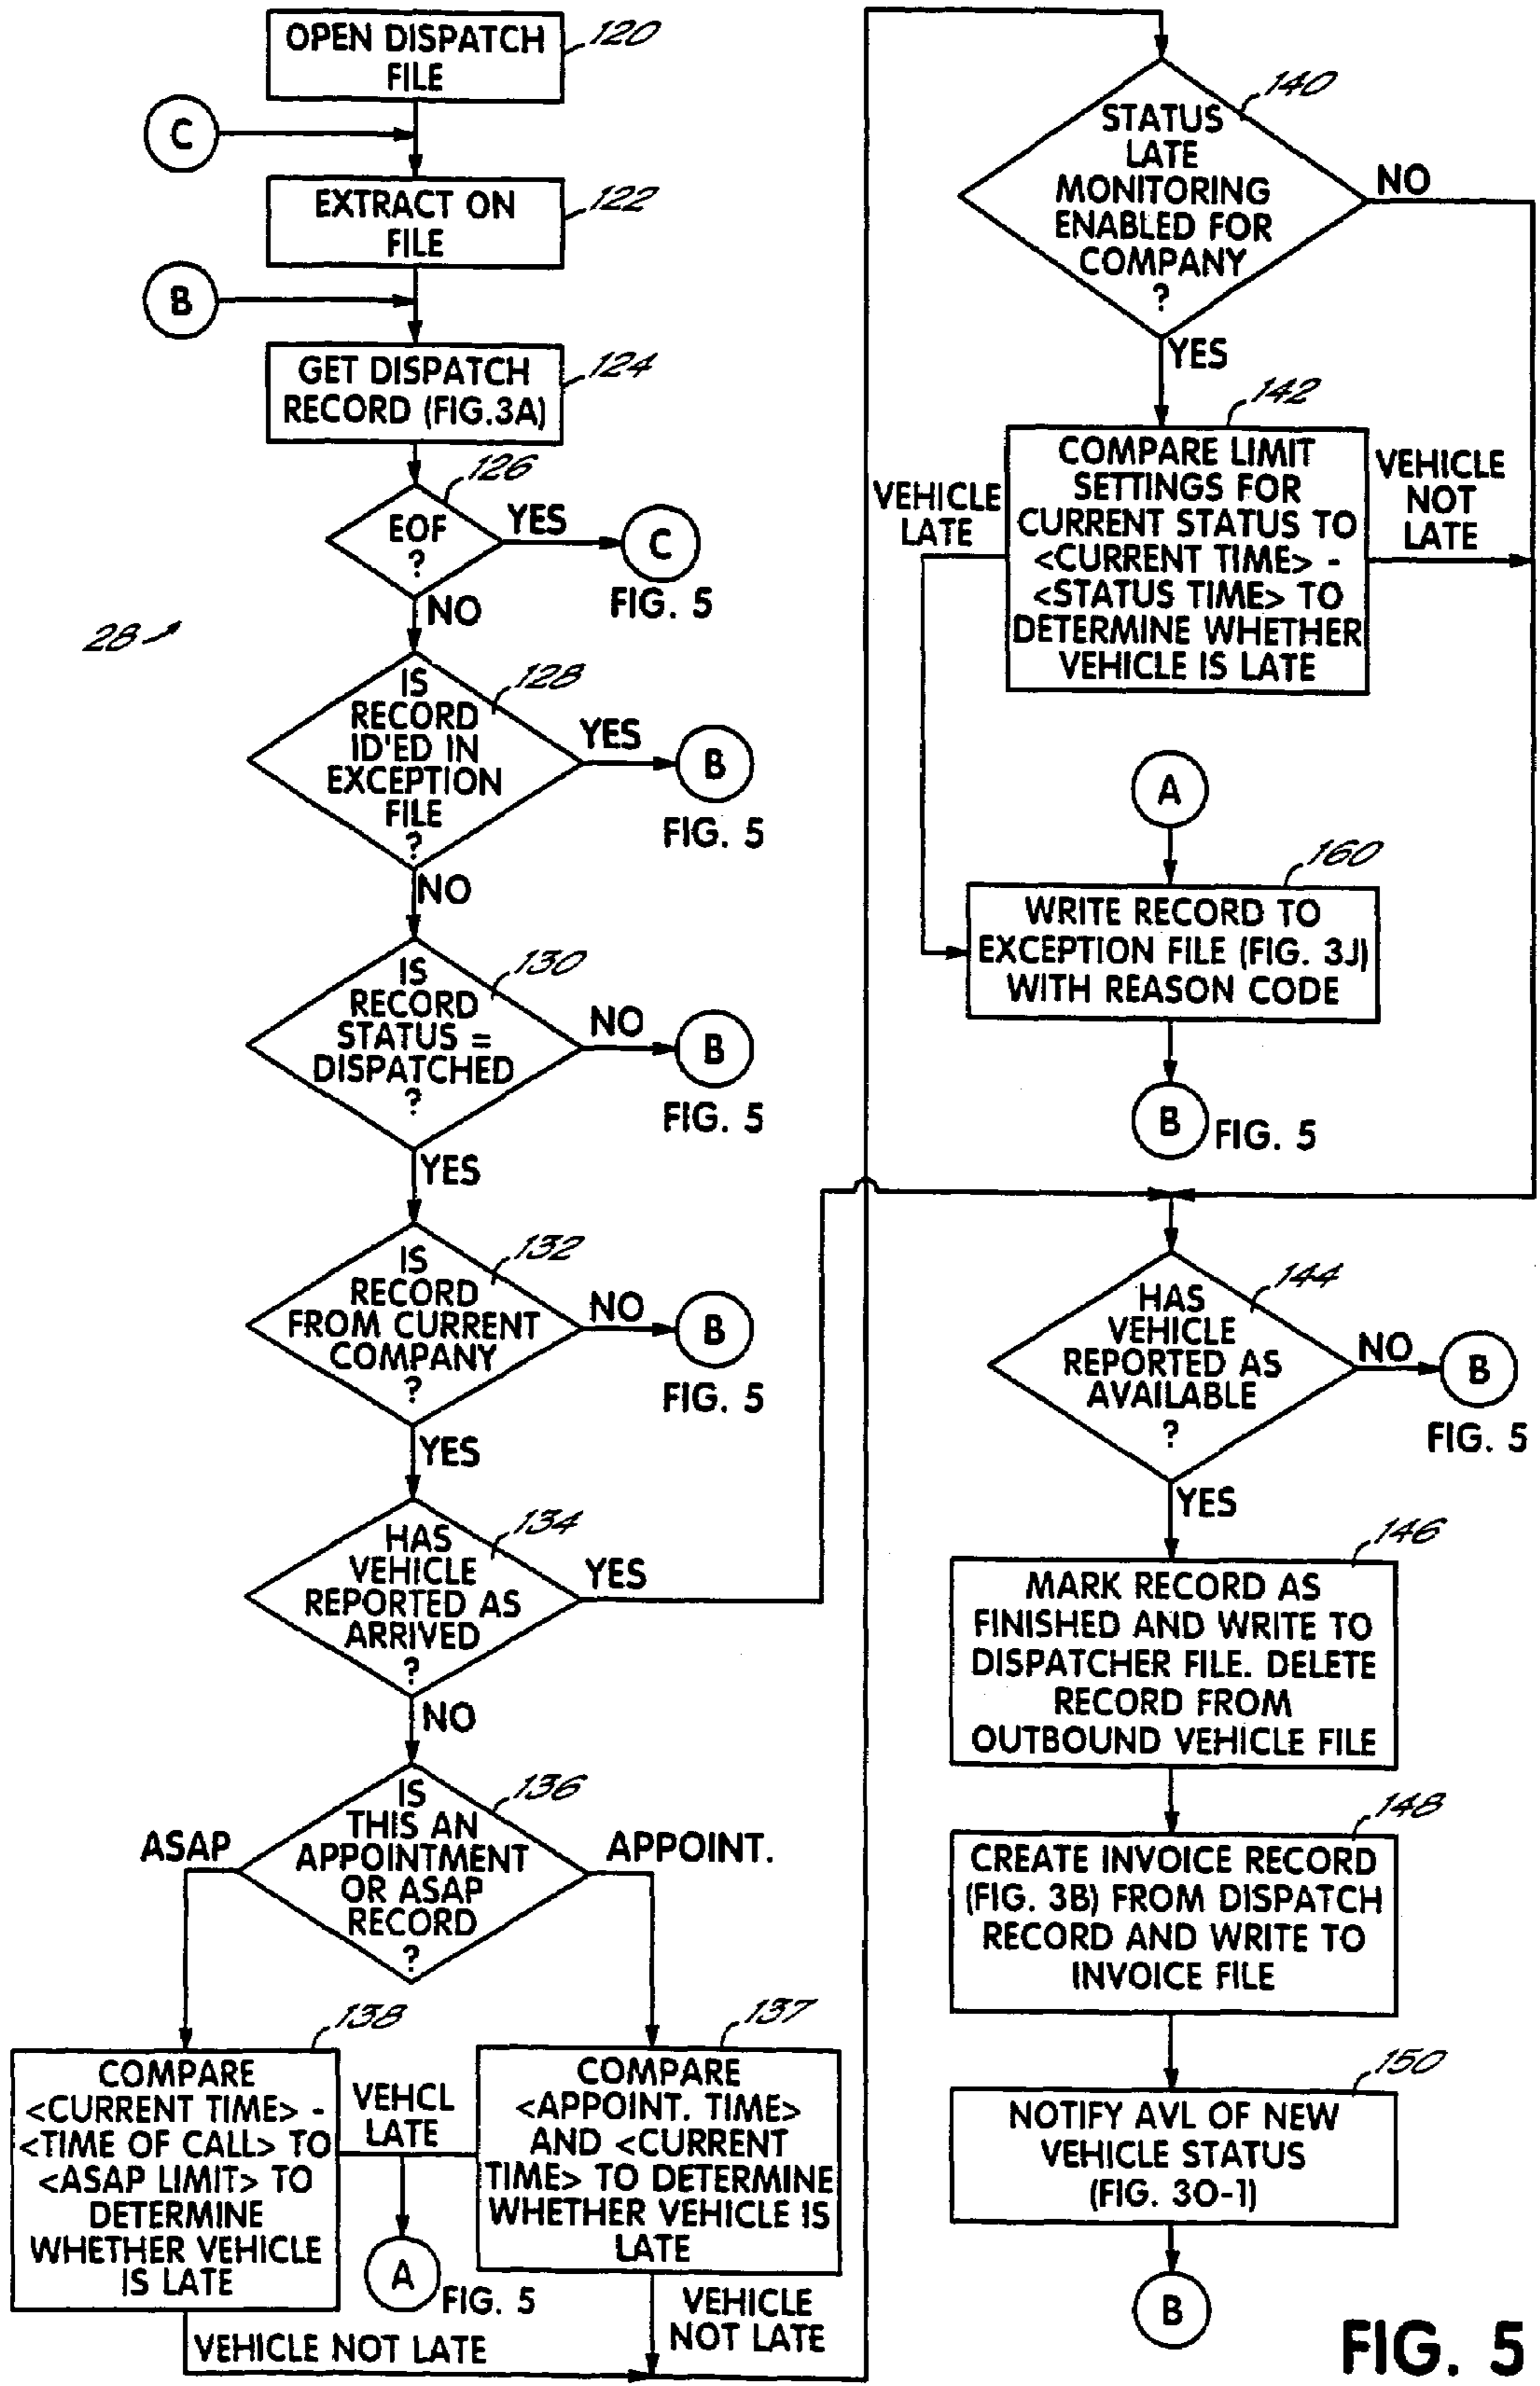 OPEN DISPATCH
FILE
120
C
EXTRACT ON
FILE
122
B
GET DISPATCH
RECORD (FIG.3A)
124
126
EOF
?
YES
C
FIG. 5
NO
28
128
IS
RECORD
ID'ED IN
EXCEPTION
FILE
?
YES
B
FIG. 5
NO
130
IS
RECORD
STATUS =
DISPATCHED
?
NO
B
FIG. 5
YES
132
IS
RECORD
FROM CURRENT
COMPANY
?
NO
B
FIG. 5
YES
134
HAS
VEHICLE
REPORTED AS
ARRIVED
?
YES
NO
136
IS
THIS AN
APPOINTMENT
OR ASAP
RECORD
?
ASAP
APPOINT.
138
COMPARE
<CURRENT TIME> -
<TIME OF CALL> TO
<ASAP LIMIT> TO
DETERMINE
WHETHER VEHICLE
IS LATE
VEHCL
LATE
A
FIG. 5
137
COMPARE
<APPOINT. TIME>
AND <CURRENT
TIME> TO DETERMINE
WHETHER VEHICLE IS
LATE
VEHICLE NOT LATE
VEHICLE
NOT LATE
140
STATUS
LATE
MONITORING
ENABLED FOR
COMPANY
?
NO
YES
142
COMPARE LIMIT
SETTINGS FOR
CURRENT STATUS TO
<CURRENT TIME> -
<STATUS TIME> TO
DETERMINE WHETHER
VEHICLE IS LATE
VEHICLE
LATE
VEHICLE
NOT
LATE
A
160
WRITE RECORD TO
EXCEPTION FILE (FIG. 3J)
WITH REASON CODE
B
FIG. 5
144
HAS
VEHICLE
REPORTED AS
AVAILABLE
?
NO
B
FIG. 5
YES
146
MARK RECORD AS
FINISHED AND WRITE TO
DISPATCHER FILE. DELETE
RECORD FROM
OUTBOUND VEHICLE FILE
148
CREATE INVOICE RECORD
(FIG. 3B) FROM DISPATCH
RECORD AND WRITE TO
INVOICE FILE
150
NOTIFY AVL OF NEW
VEHICLE STATUS
(FIG. 3O-1)
B
FIG. 5